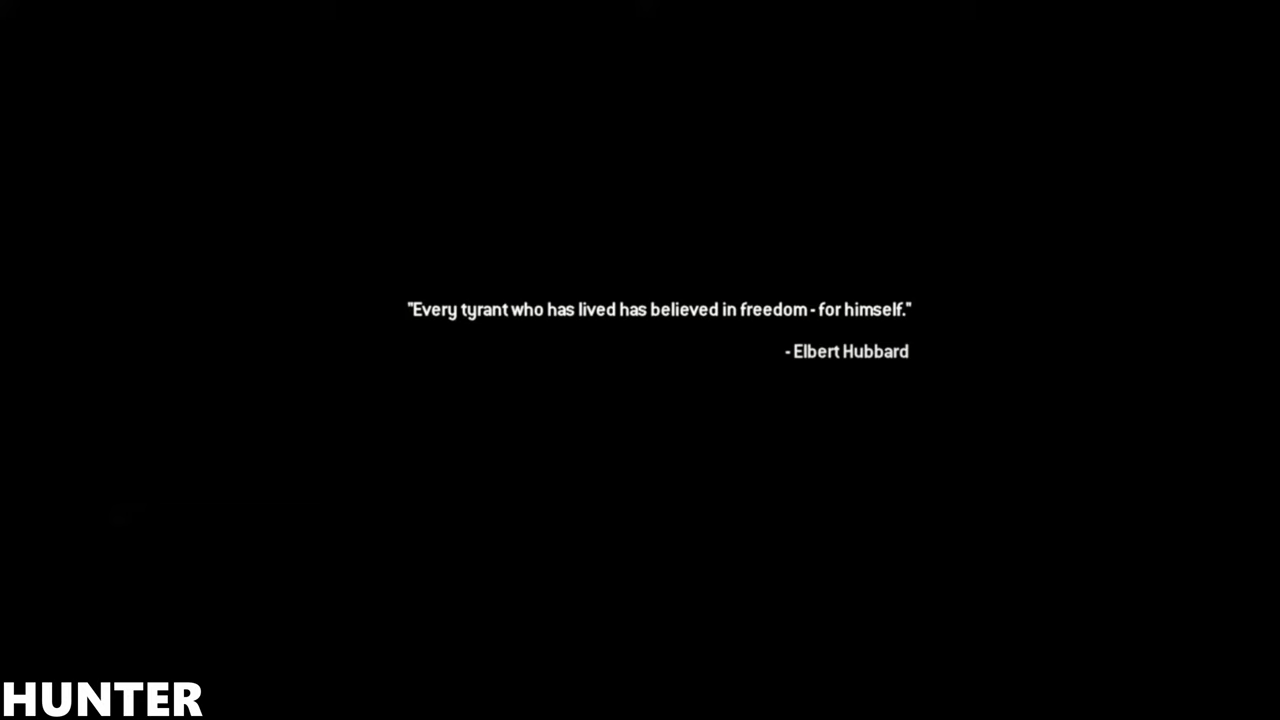 "Every tyrant who has lived has believed in freedom - for himself."
- Elbert Hubbard
HUNTER